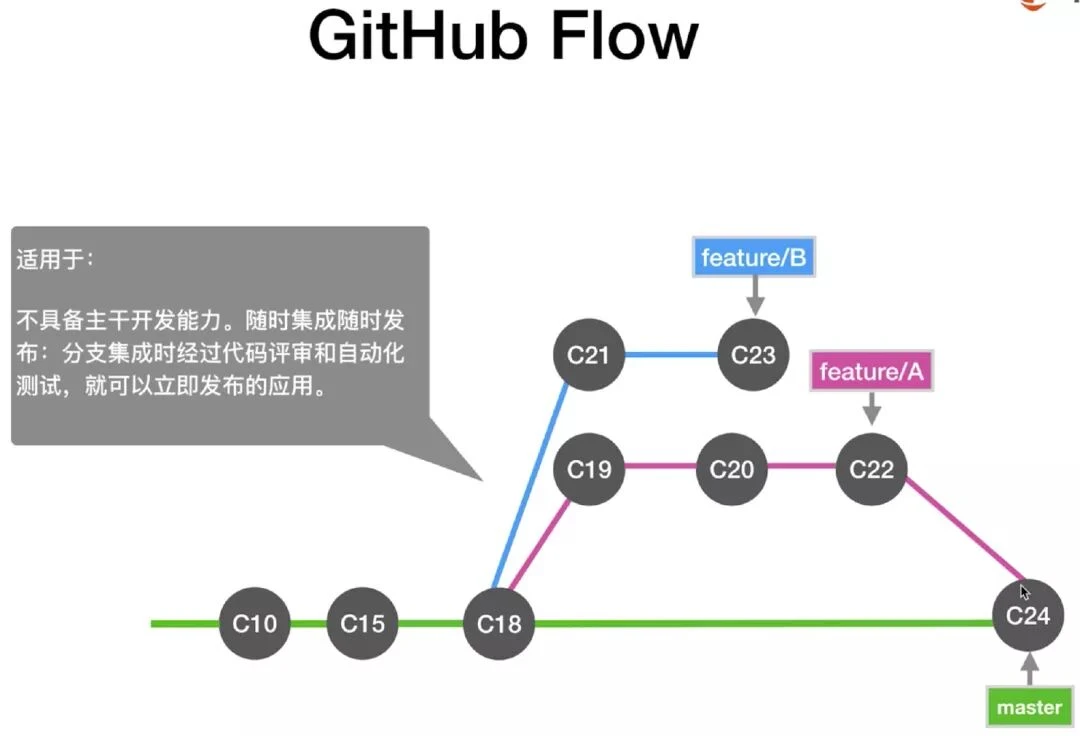 GitHub Flow
适用于：
不具备主干开发能力。随时集成随时发
布：分支集成时经过代码评审和自动化
测试，就可以立即发布的应用。
feature/B
C21
C23
feature/A
C19
C20
C22
C10
C15
C18
C24
master